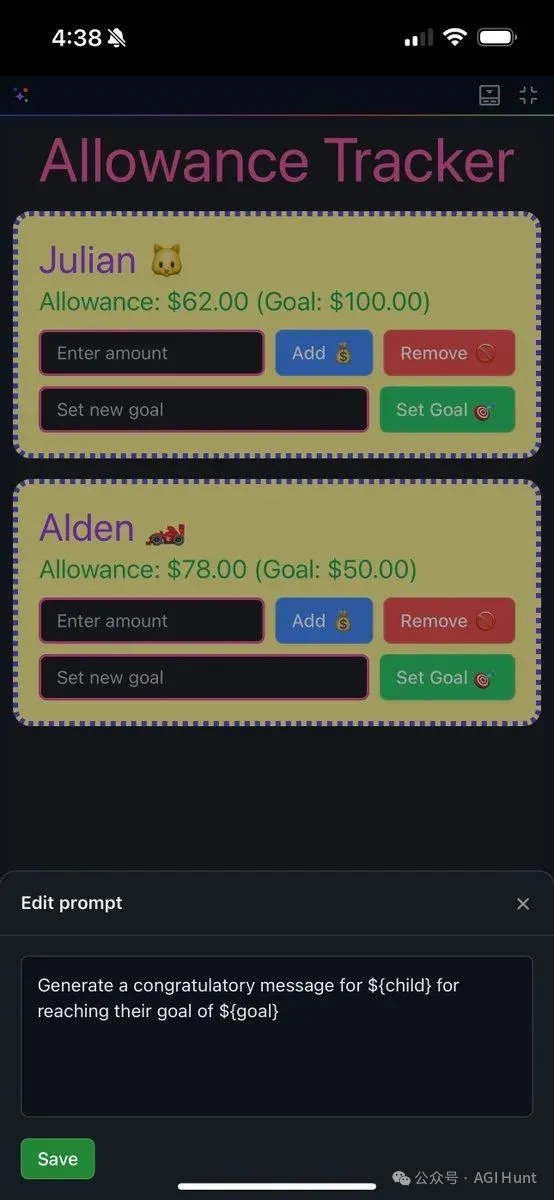 4:38
Allowance Tracker
Julian 🐱
Allowance: $62.00 (Goal: $100.00)
Enter amount
Add 💰
Remove 🚫
Set new goal
Set Goal 🎯
Alden 🏎️
Allowance: $78.00 (Goal: $50.00)
Enter amount
Add 💰
Remove 🚫
Set new goal
Set Goal 🎯
Edit prompt
Generate a congratulatory message for ${child} for
reaching their goal of ${goal}
Save
公众号 · AGI Hunt